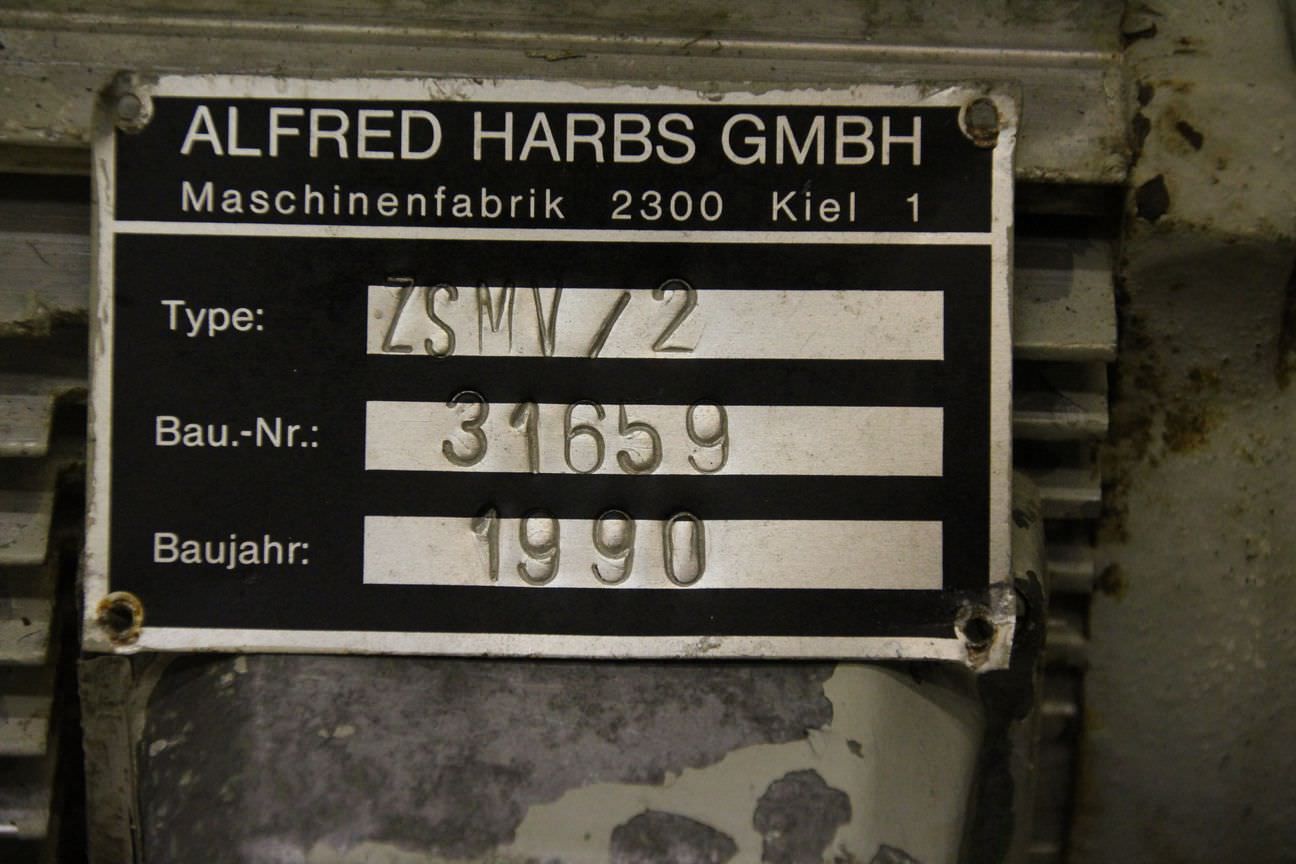 ALFRED HARBS GMBH
Maschinenfabrik 2300 Kiel 1
Type: ZSMV/2
Bau.-Nr.: 31659
Baujahr: 1990